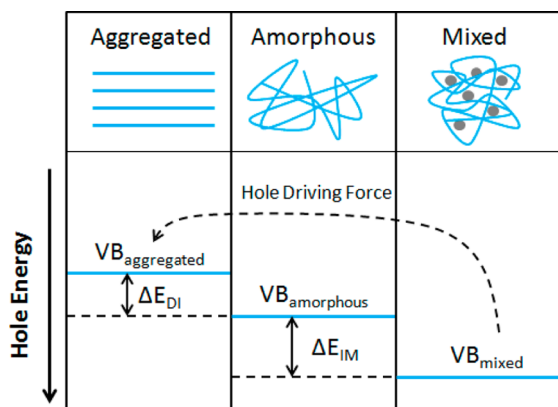 Aggregated
Amorphous
Mixed
Hole Driving Force
VBaggregated
ΔEDI
VBamorphous
ΔEIM
VBmixed
Hole Energy